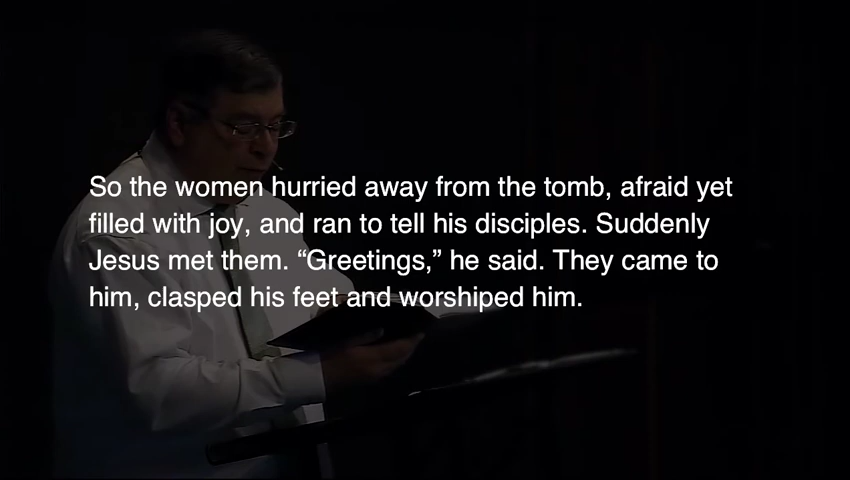 So the women hurried away from the tomb, afraid yet
filled with joy, and ran to tell his disciples. Suddenly
Jesus met them. “Greetings,” he said. They came to
him, clasped his feet and worshiped him.